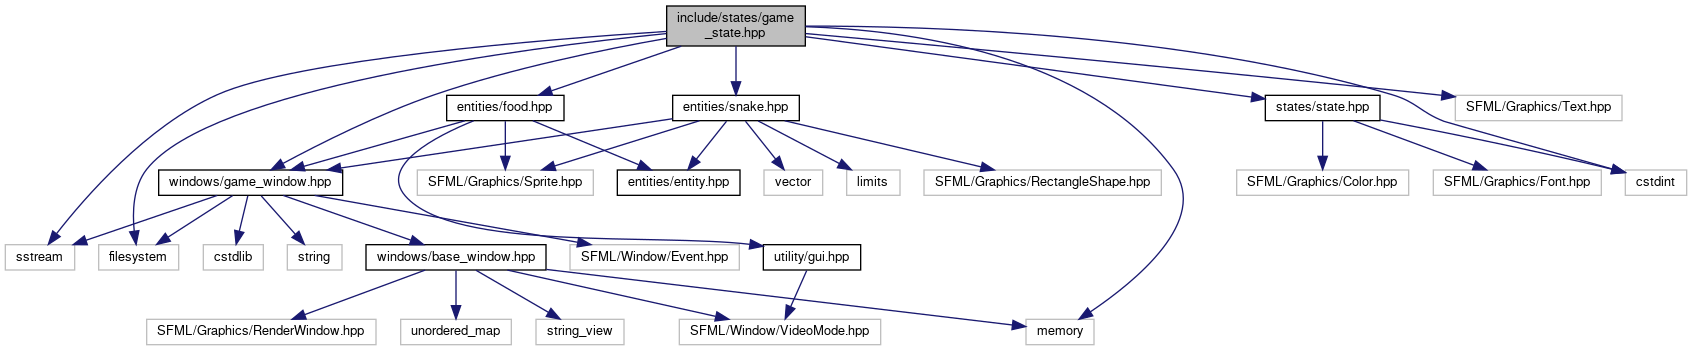 include/states/game
_state.hpp
entities/food.hpp
entities/snake.hpp
states/state.hpp
SFML/Graphics/Text.hpp
windows/game_window.hpp
SFML/Graphics/Sprite.hpp
entities/entity.hpp
vector
limits
SFML/Graphics/RectangleShape.hpp
SFML/Graphics/Color.hpp
SFML/Graphics/Font.hpp
cstdint
sstream
filesystem
cstdlib
string
windows/base_window.hpp
SFML/Window/Event.hpp
utility/gui.hpp
SFML/Graphics/RenderWindow.hpp
unordered_map
string_view
SFML/Window/VideoMode.hpp
memory